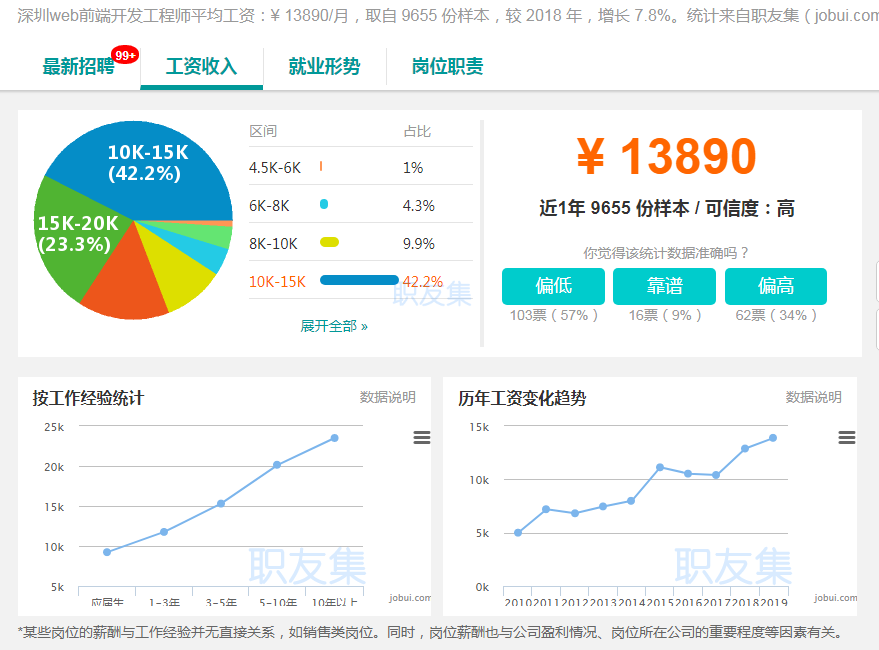 深圳web前端开发工程师平均工资：¥ 13890/月，取自 9655 份样本，较 2018 年，增长 7.8%。统计来自职友集 ( jobui.com
最新招聘 99+ 工资收入 就业形势 岗位职责
10K-15K
(42.2%)
15K-20K
(23.3%)
区间 占比
4.5K-6K 1%
6K-8K 4.3%
8K-10K 9.9%
10K-15K 42.2%
职友集
展开全部 »
¥ 13890
近1年 9655 份样本 / 可信度：高
你觉得该统计数据准确吗？
偏低 靠谱 偏高
103票 ( 57% ) 16票 ( 9% ) 62票 ( 34% )
按工作经验统计 数据说明
25k
20k
15k
10k
5k
职友集
应届生 1-3年 3-5年 5-10年 10年以上
jobui.com
历年工资变化趋势 数据说明
15k
10k
5k
0k
职友集
2010 2011 2012 2013 2014 2015 2016 2017 2018 2019
jobui.com
*某些岗位的薪酬与工作经验并无直接关系，如销售类岗位。同时，岗位薪酬也与公司盈利情况、岗位所在公司的重要程度等因素有关。